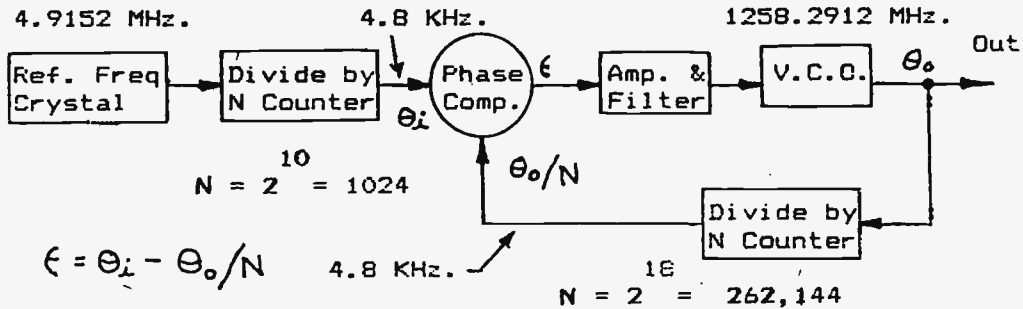 4.9152 MHz.
4.8 KHz.
1258.2912 MHz.
Ref. Freq
Crystal
Divide by
N Counter
θi
Phase
Comp.
ϵ
Amp. &
Filter
V.C.O.
θo
Out
N = 2^10 = 1024
θo/N
Divide by
N Counter
ϵ = θi - θo/N
4.8 KHz.
N = 2^18 = 262,144